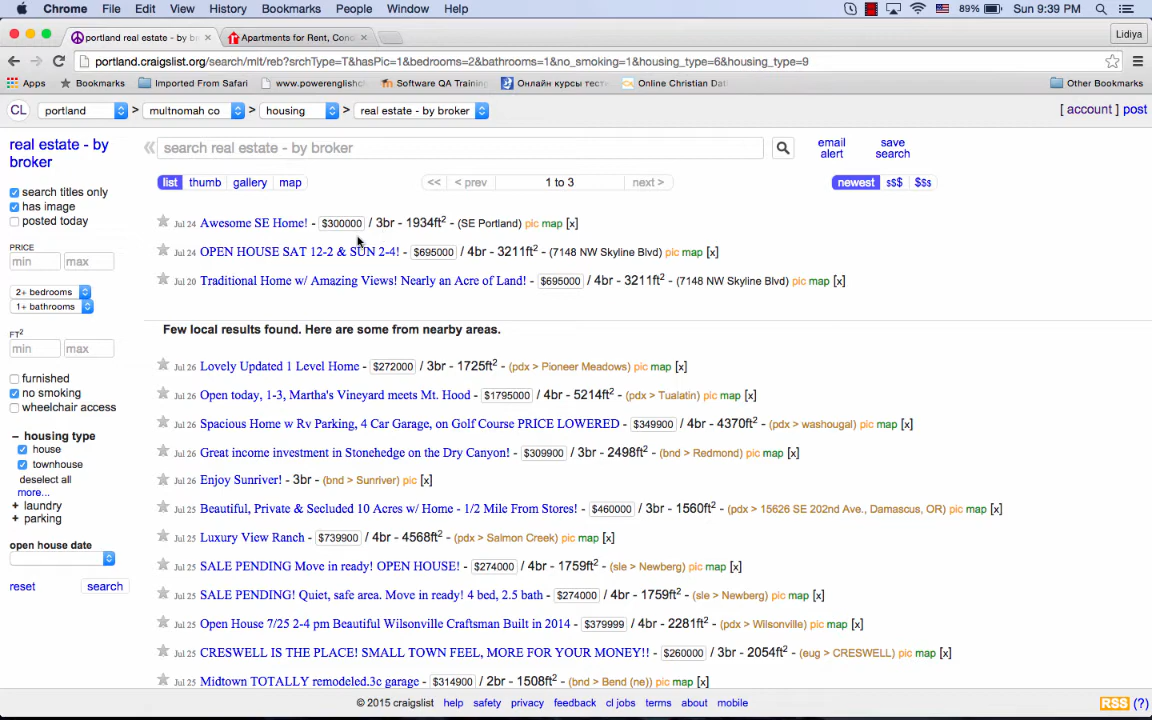 Chrome File Edit View History Bookmarks People Window Help 89% Sun 9:39 PM
portland real estate - by b × Apartments for Rent, Con × Lidiya
portland.craigslist.org/search/mlt/reb?srchType=T&hasPic=1&bedrooms=2&bathrooms=1&no_smoking=1&housing_type=6&housing_type=9
Apps Bookmarks Imported From Safari www.powerenglish Software QA Training Онлайн курсы тест Online Christian Dat Other Bookmarks
CL portland > multnomah co > housing > real estate - by broker [ account ] post
real estate - by broker
« search real estate - by broker email alert save search
list thumb gallery map << < prev 1 to 3 next > newest s$$ $$s
search titles only
has image
posted today
PRICE
min max
2+ bedrooms
1+ bathrooms
FT2
min max
furnished
no smoking
wheelchair access
– housing type
house
townhouse
deselect all
more...
+ laundry
+ parking
open house date
reset search
Jul 24 Awesome SE Home! - $300000 / 3br - 1934ft2 - (SE Portland) pic map [x]
Jul 24 OPEN HOUSE SAT 12-2 & SUN 2-4! - $695000 / 4br - 3211ft2 - (7148 NW Skyline Blvd) pic map [x]
Jul 20 Traditional Home w/ Amazing Views! Nearly an Acre of Land! - $695000 / 4br - 3211ft2 - (7148 NW Skyline Blvd) pic map [x]
Few local results found. Here are some from nearby areas.
Jul 26 Lovely Updated 1 Level Home - $272000 / 3br - 1725ft2 - (pdx > Pioneer Meadows) pic map [x]
Jul 26 Open today, 1-3, Martha's Vineyard meets Mt. Hood - $1795000 / 4br - 5214ft2 - (pdx > Tualatin) pic map [x]
Jul 26 Spacious Home w Rv Parking, 4 Car Garage, on Golf Course PRICE LOWERED - $349900 / 4br - 4370ft2 - (pdx > washougal) pic map [x]
Jul 26 Great income investment in Stonehedge on the Dry Canyon! - $309900 / 3br - 2498ft2 - (bnd > Redmond) pic map [x]
Jul 26 Enjoy Sunriver! - 3br - (bnd > Sunriver) pic [x]
Jul 25 Beautiful, Private & Secluded 10 Acres w/ Home - 1/2 Mile From Stores! - $460000 / 3br - 1560ft2 - (pdx > 15626 SE 202nd Ave., Damascus, OR) pic map [x]
Jul 25 Luxury View Ranch - $739900 / 4br - 4568ft2 - (pdx > Salmon Creek) pic map [x]
Jul 25 SALE PENDING Move in ready! OPEN HOUSE! - $274000 / 4br - 1759ft2 - (sle > Newberg) pic map [x]
Jul 25 SALE PENDING! Quiet, safe area. Move in ready! 4 bed, 2.5 bath - $274000 / 4br - 1759ft2 - (sle > Newberg) pic map [x]
Jul 25 Open House 7/25 2-4 pm Beautiful Wilsonville Craftsman Built in 2014 - $379999 / 4br - 2281ft2 - (pdx > Wilsonville) pic map [x]
Jul 25 CRESWELL IS THE PLACE! SMALL TOWN FEEL, MORE FOR YOUR MONEY!! - $260000 / 3br - 2054ft2 - (eug > CRESWELL) pic map [x]
Jul 25 Midtown TOTALLY remodeled.3c garage - $314900 / 2br - 1508ft2 - (bnd > Bend (ne)) pic map [x]
© 2015 craigslist help safety privacy feedback cl jobs terms about mobile RSS (?)